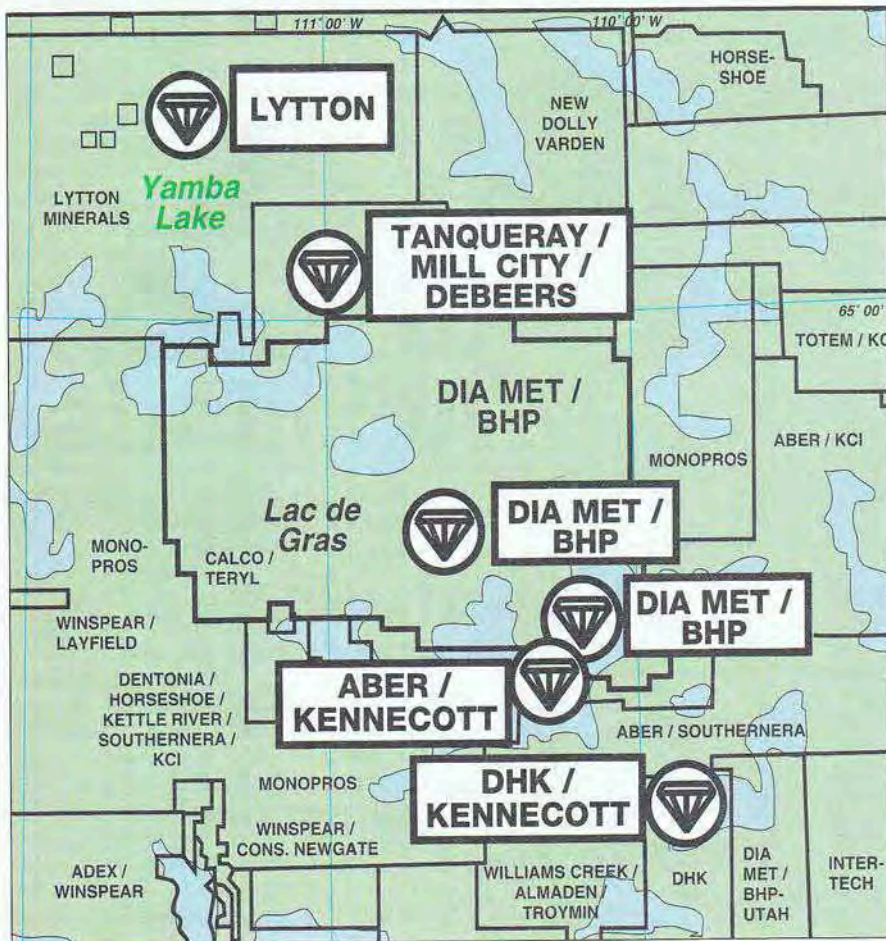 111° 00' W
110° 00' W
HORSE-
SHOE
LYTTON
NEW
DOLLY
VARDEN
LYTTON
MINERALS
Yamba
Lake
TANQUERAY /
MILL CITY /
DEBEERS
65° 00'
TOTEM / KC
DIA MET /
BHP
ABER / KCI
MONOPROS
Lac de
Gras
DIA MET /
BHP
MONO-
PROS
CALCO /
TERYL
DIA MET /
BHP
WINSPEAR /
LAYFIELD
DENTONIA /
HORSESHOE /
KETTLE RIVER /
SOUTHERNERA /
KCI
ABER /
KENNECOTT
ABER / SOUTHERNERA
MONOPROS
DHK /
KENNECOTT
WINSPEAR /
CONS. NEWGATE
ADEX /
WINSPEAR
WILLIAMS CREEK /
ALMADEN /
TROYMIN
DHK
DIA
MET /
BHP-
UTAH
INTER-
TECH